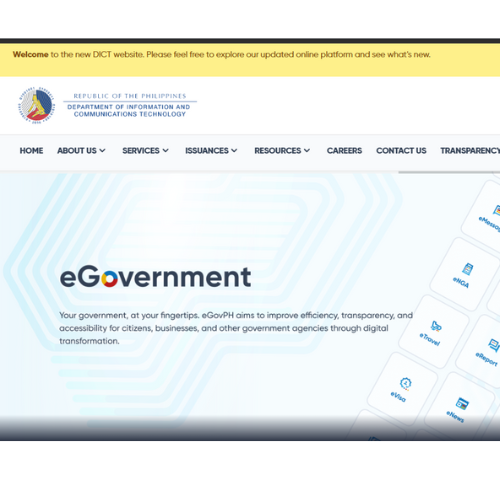 Welcome to the new DICT website. Please feel free to explore our updated online platform and see what's new.
REPUBLIC OF THE PHILIPPINES
DEPARTMENT OF INFORMATION AND
COMMUNICATIONS TECHNOLOGY
HOME ABOUT US SERVICES ISSUANCES RESOURCES CAREERS CONTACT US TRANSPARENCY
eGovernment
Your government, at your fingertips. eGovPH aims to improve efficiency, transparency, and
accessibility for citizens, businesses, and other government agencies through digital
transformation.
eMessag
eNGA
eTravel
eReport
eVisa
eNews